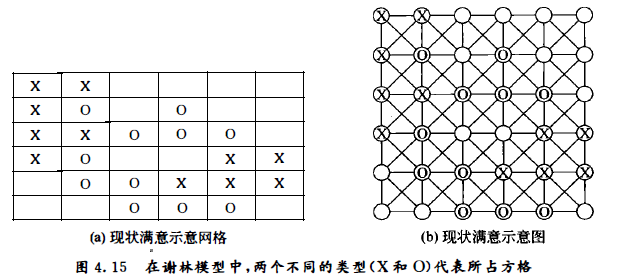 X X
X O O
X X O O O
X O X X
O O X X X
O O O
(a) 现状满意示意网格
X X
X O O
X X O O O
X O X X
O O X X X
O O O
(b) 现状满意示意图
图 4.15 在谢林模型中,两个不同的类型(X 和 O)代表所占方格